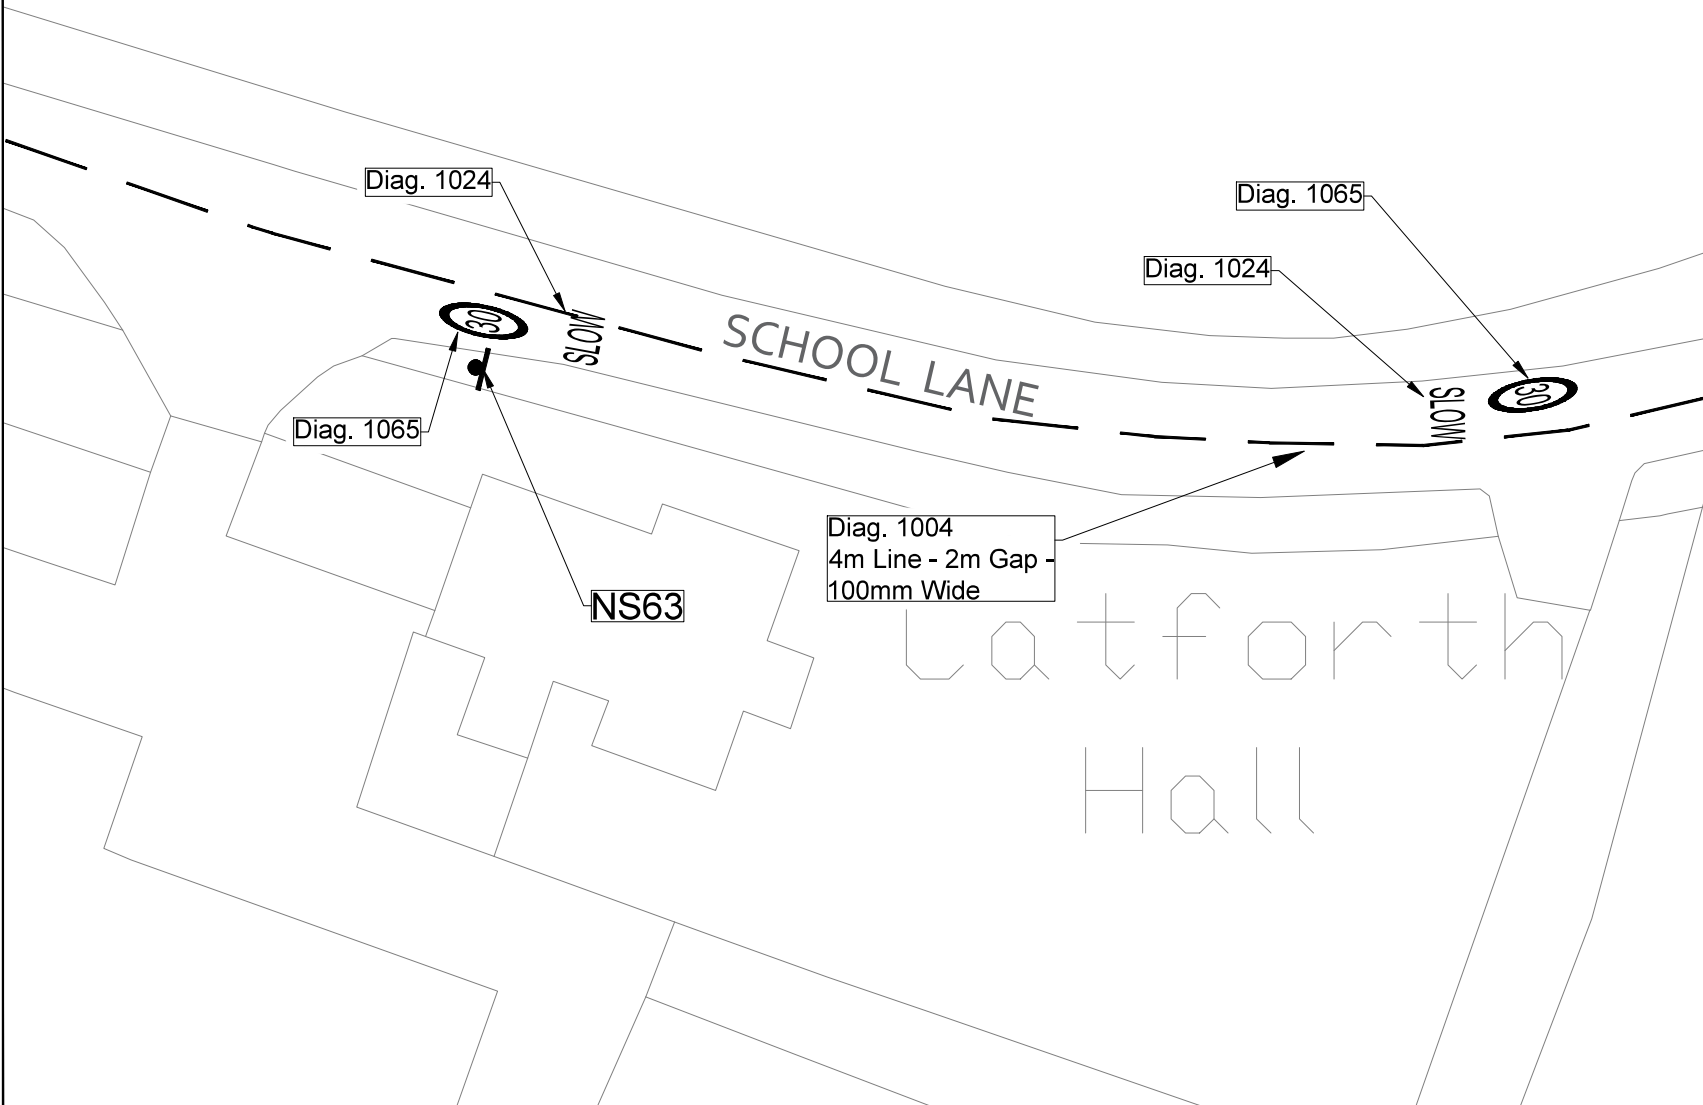 Diag. 1024
Diag. 1065
Diag. 1024
30
SLOW
SCHOOL LANE
SLOW
30
Diag. 1065
NS63
Diag. 1004
4m Line - 2m Gap -
100mm Wide
Catforth
Hall